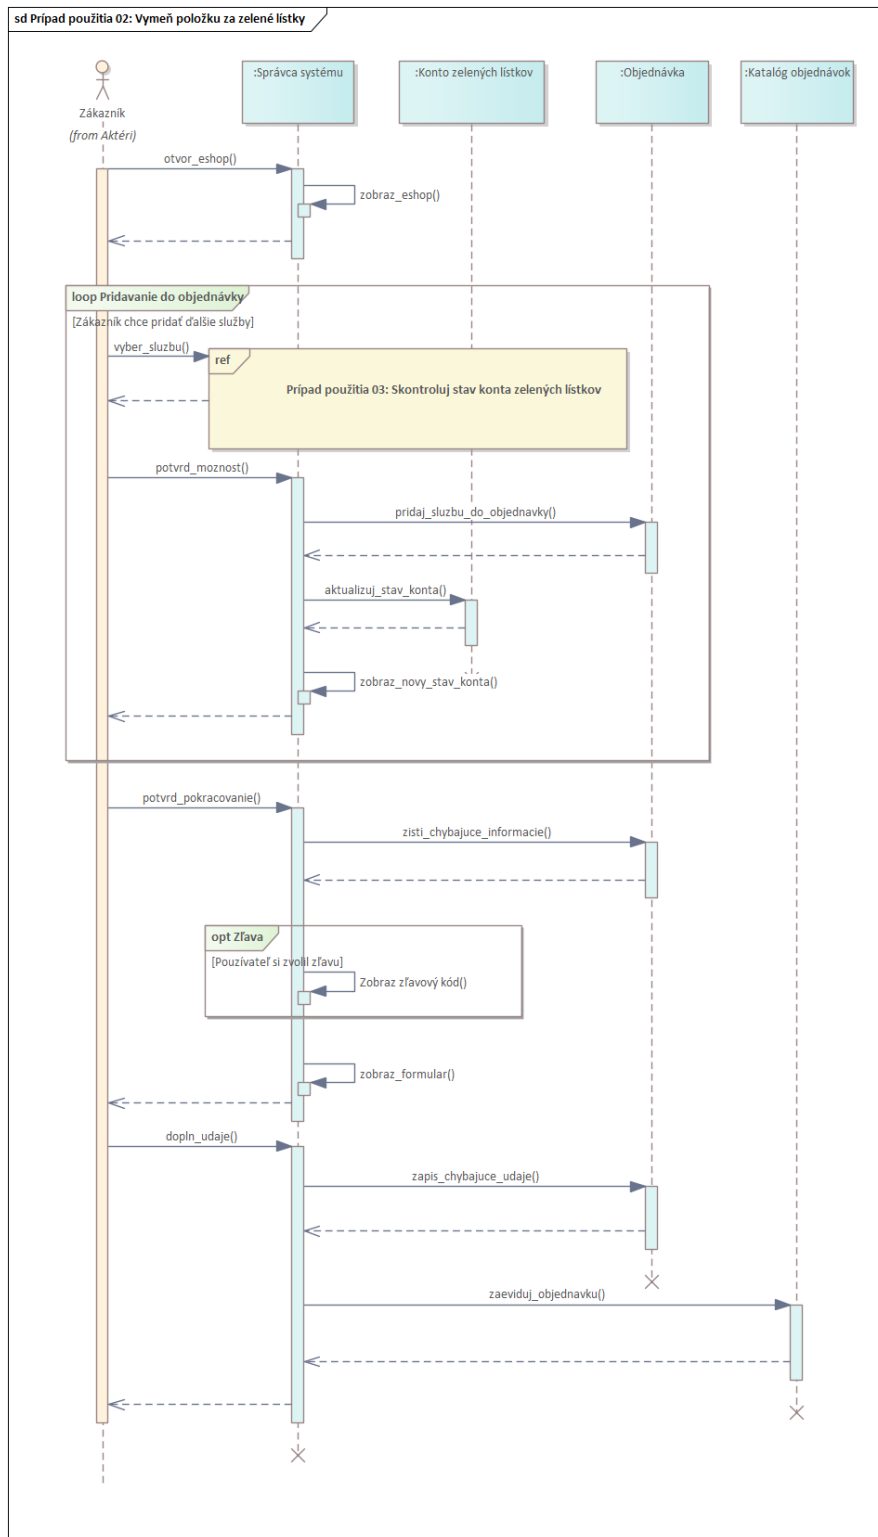 sd Prípad použitia 02: Vymeň položku za zelené lístky
:Správca systému
:Konto zelených lístkov
:Objednávka
:Katalóg objednávok
Zákazník
(from Aktéri)
otvor_eshop()
zobraz_eshop()
loop Pridavanie do objednávky
[Zákazník chce pridať ďalšie služby]
vyber_sluzbu()
ref
Prípad použitia 03: Skontroluj stav konta zelených lístkov
potvrd_moznost()
pridaj_sluzbu_do_objednavky()
aktualizuj_stav_konta()
zobraz_novy_stav_konta()
potvrd_pokracovanie()
zisti_chybajuce_informacie()
opt Zľava
[Používateľ si zvolil zľavu]
Zobraz zľavový kód()
zobraz_formular()
dopln_udaje()
zapis_chybajuce_udaje()
zaeviduj_objednavku()